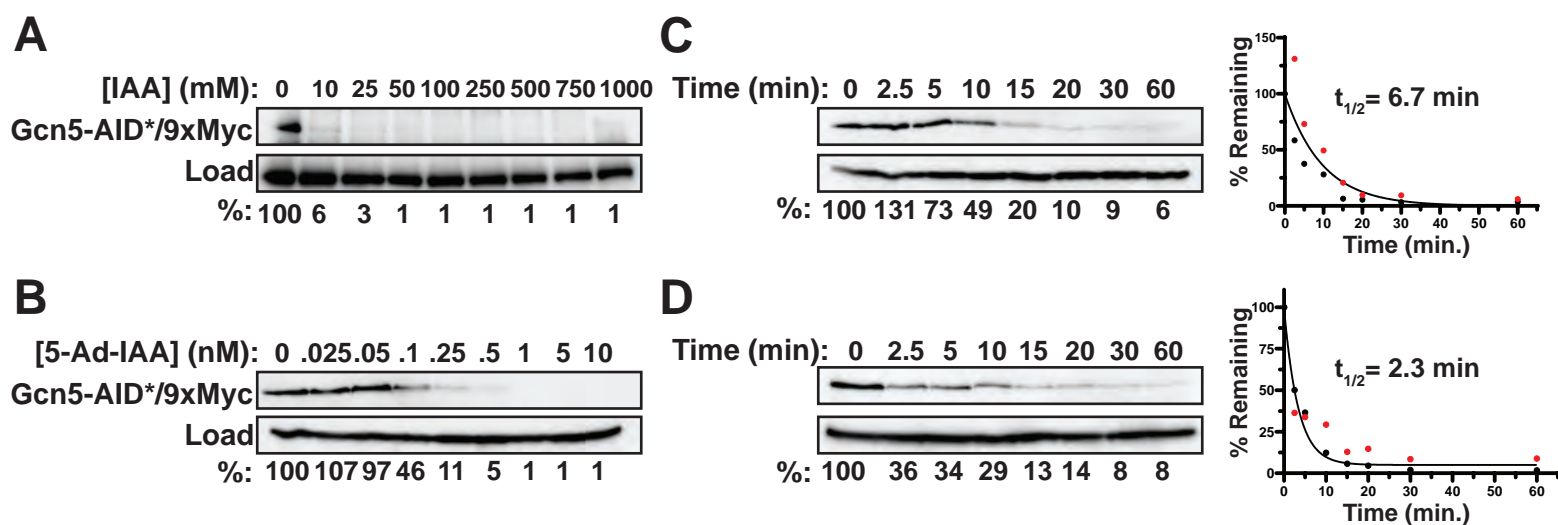 A
[IAA] (mM): 0 10 25 50 100 250 500 750 1000
Gcn5-AID*/9xMyc
Load
%: 100 6 3 1 1 1 1 1 1
B
[5-Ad-IAA] (nM): 0 .025 .05 .1 .25 .5 1 5 10
Gcn5-AID*/9xMyc
Load
%: 100 107 97 46 11 5 1 1 1
C
Time (min): 0 2.5 5 10 15 20 30 60
%: 100 131 73 49 20 10 9 6
% Remaining
150
100
50
0
t1/2= 6.7 min
0 10 20 30 40 50 60
Time (min.)
D
Time (min): 0 2.5 5 10 15 20 30 60
%: 100 36 34 29 13 14 8 8
% Remaining
100
75
50
25
0
t1/2= 2.3 min
0 10 20 30 40 50 60
Time (min.)